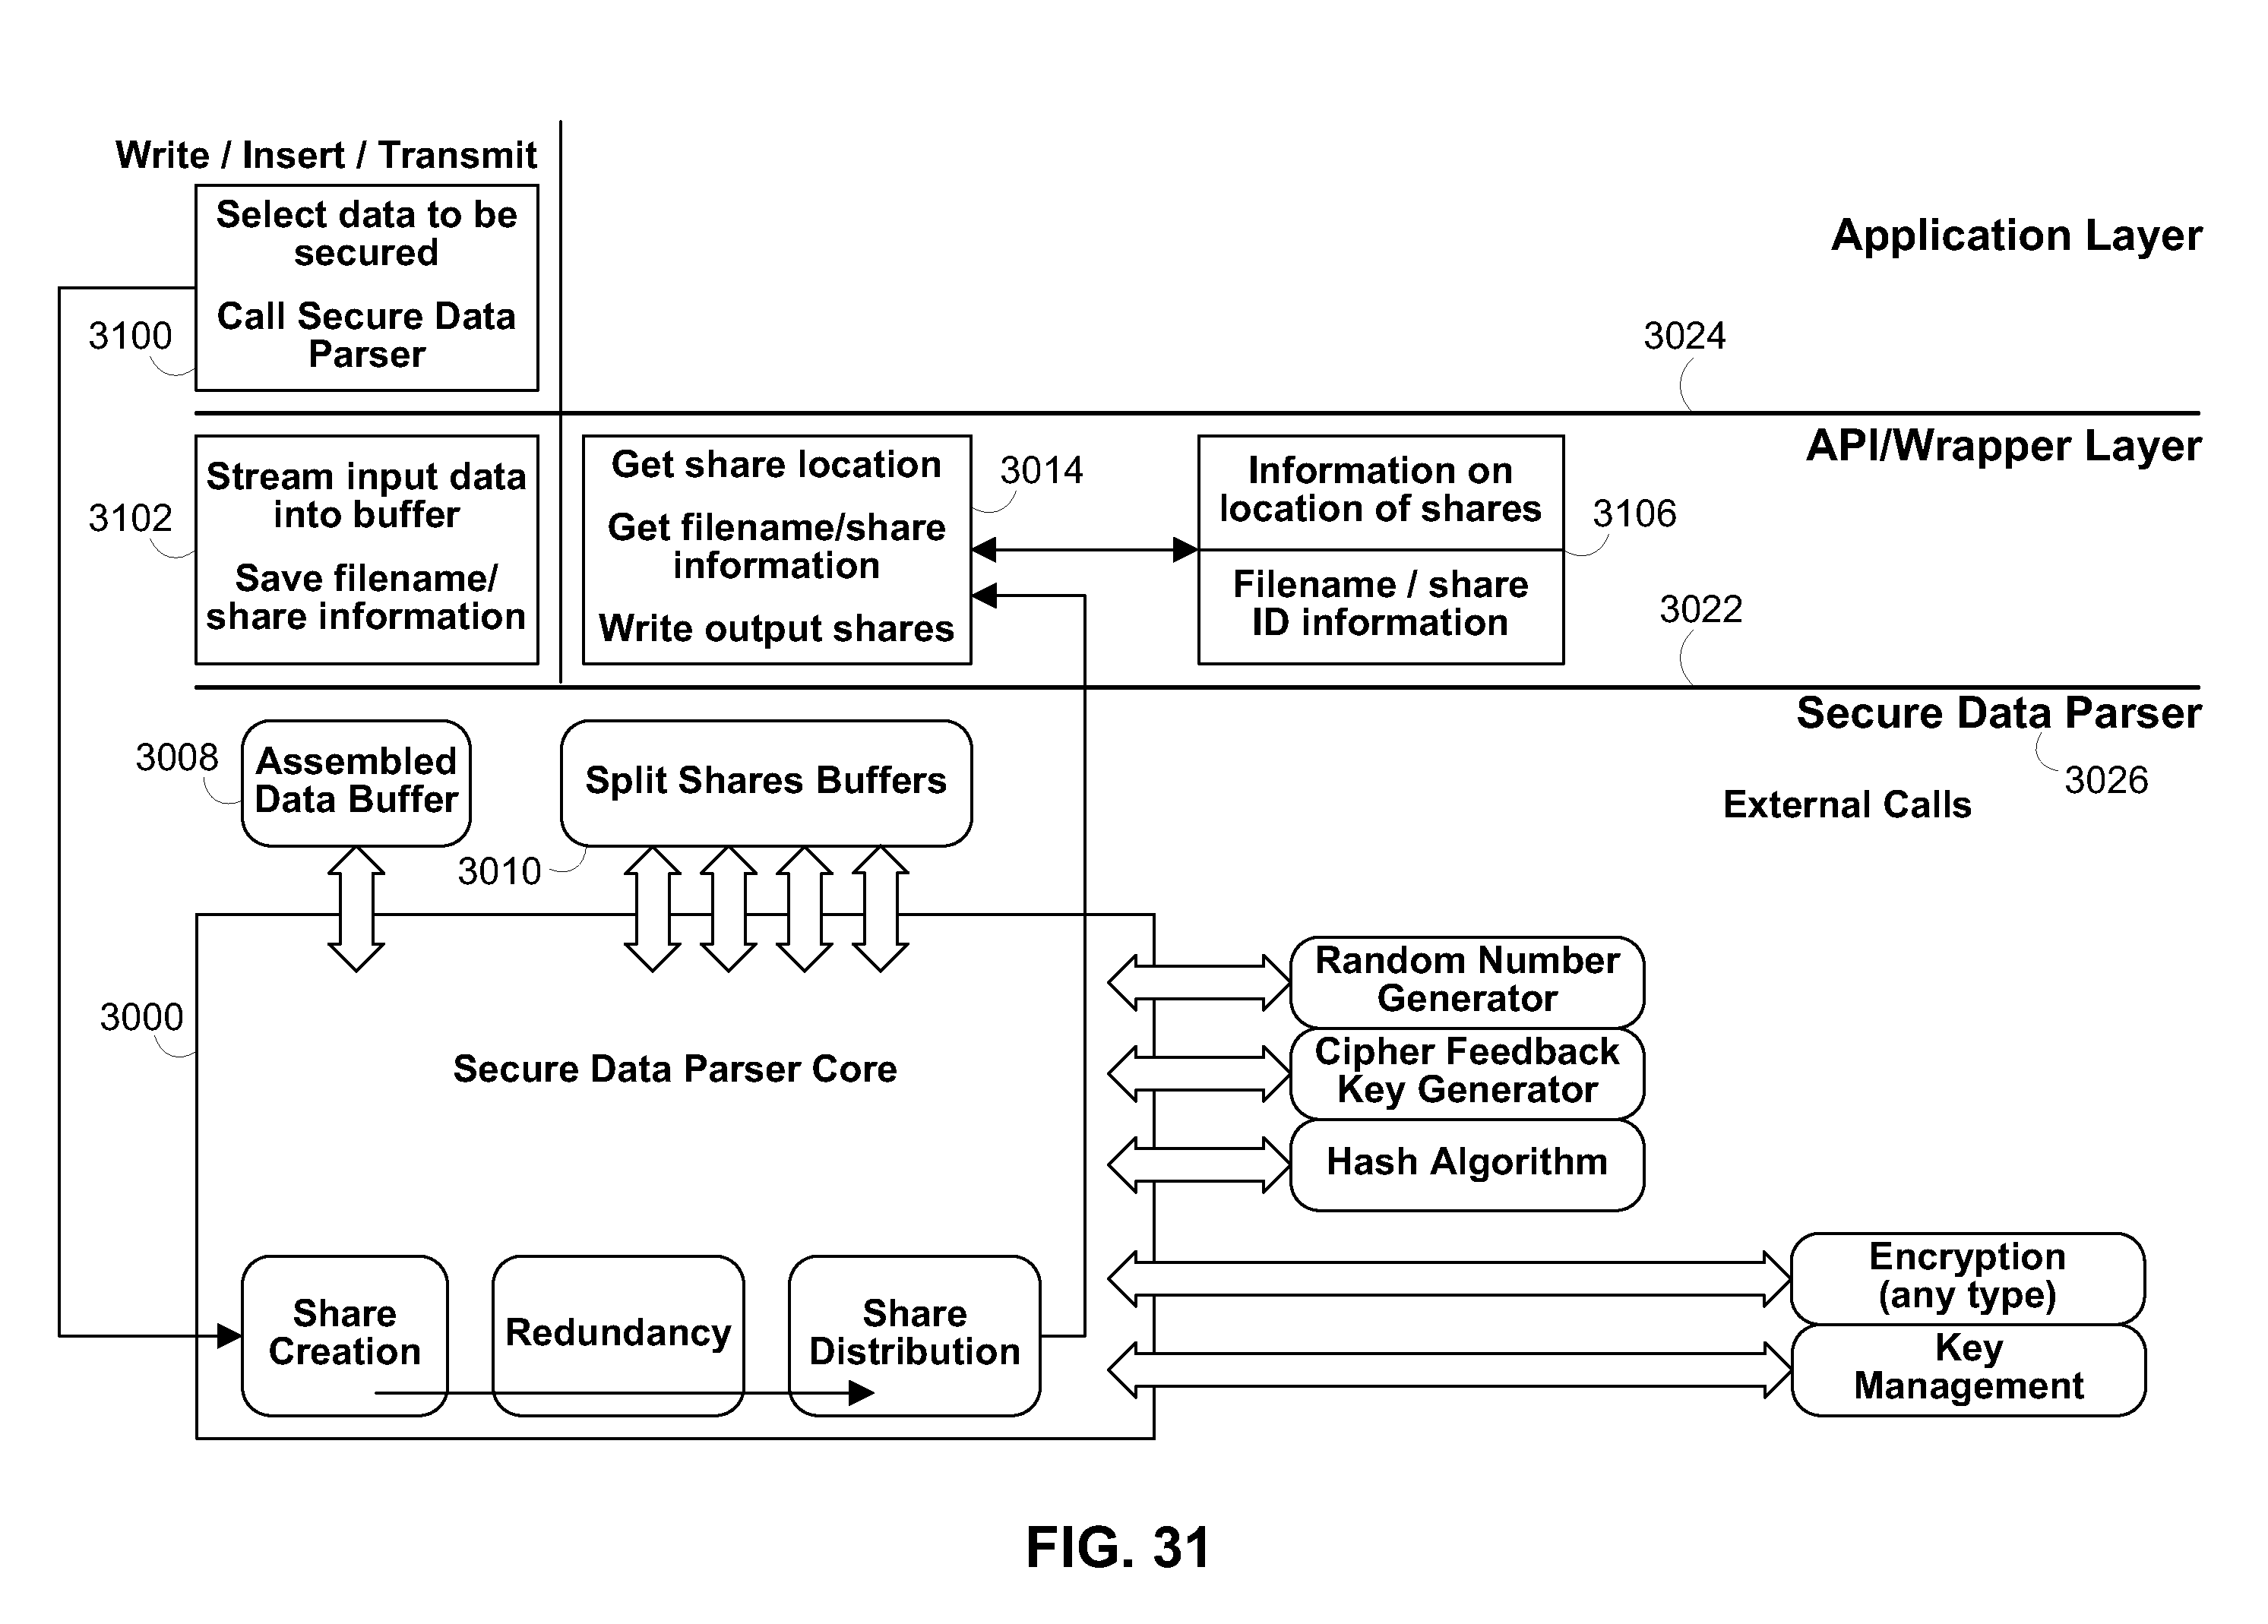 Write / Insert / Transmit
Select data to be
secured
Call Secure Data
Parser
3100
Application Layer
3024
API/Wrapper Layer
Stream input data
into buffer
Save filename/
share information
3102
Get share location
Get filename/share
information
Write output shares
3014
Information on
location of shares
Filename / share
ID information
3106
3022
Secure Data Parser
3026
External Calls
3008
Assembled
Data Buffer
Split Shares Buffers
3010
3000
Secure Data Parser Core
Random Number
Generator
Cipher Feedback
Key Generator
Hash Algorithm
Encryption
(any type)
Key
Management
Share
Creation
Redundancy
Share
Distribution
FIG. 31